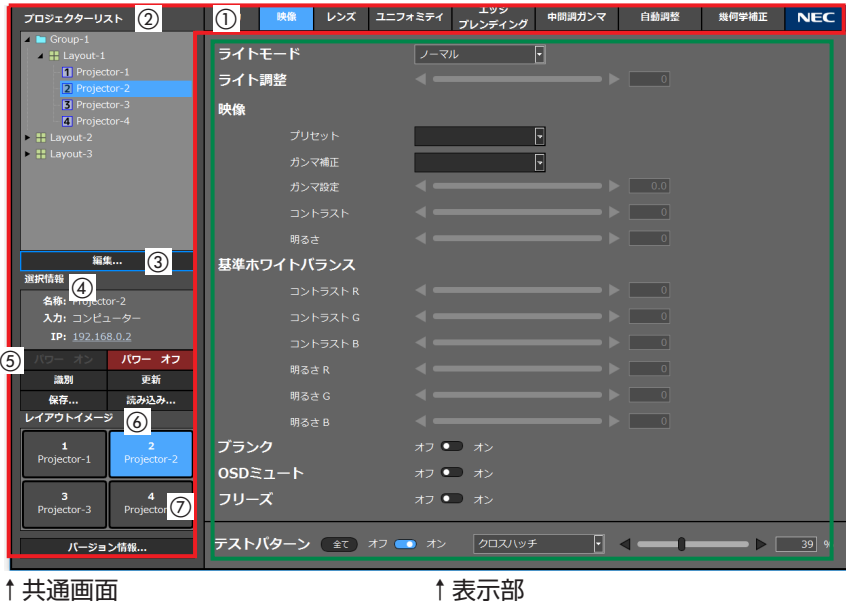 プロジェクターリスト ②
① 映像 レンズ ユニフォミティ エッジ ブレンディング 中間調ガンマ 自動調整 幾何学補正 NEC
Group-1
Layout-1
1 Projector-1
2 Projector-2
3 Projector-3
4 Projector-4
Layout-2
Layout-3
編集... ③
選択情報 ④
名称: Projector-2
入力: コンピューター
IP: 192.168.0.2
⑤ パワー オン パワー オフ
識別 更新
保存... 読み込み...
レイアウトイメージ ⑥
1 Projector-1
2 Projector-2
3 Projector-3
4 Projector ⑦
バージョン情報...
ライトモード ノーマル
ライト調整 0
映像
プリセット
ガンマ補正
ガンマ設定 0.0
コントラスト 0
明るさ 0
基準ホワイトバランス
コントラスト R 0
コントラスト G 0
コントラスト B 0
明るさ R 0
明るさ G 0
明るさ B 0
ブランク オフ オン
OSDミュート オフ オン
フリーズ オフ オン
テストパターン 全て オフ オン クロスハッチ 39 %
↑共通画面
↑表示部